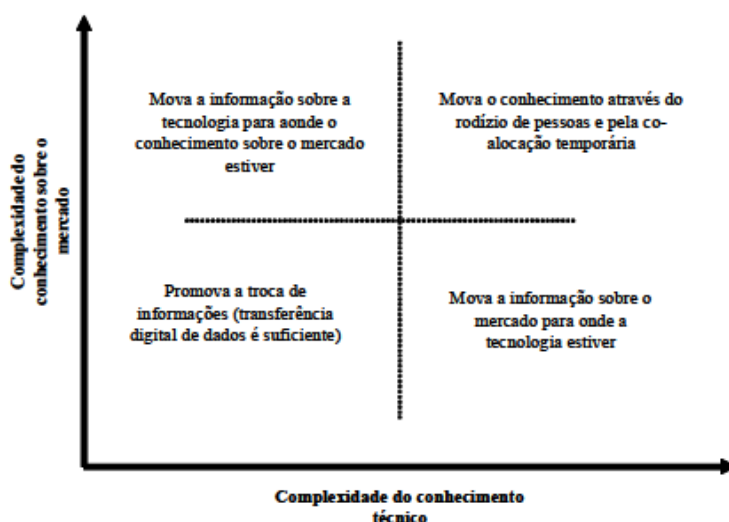 Complexidade do
conhecimento sobre o
mercado
Mova a informação sobre a
tecnologia para aonde o
conhecimento sobre o mercado
estiver
Mova o conhecimento através do
rodízio de pessoas e pela co-
alocação temporária
Promova a troca de
informações (transferência
digital de dados é suficiente)
Mova a informação sobre o
mercado para onde a
tecnologia estiver
Complexidade do conhecimento
técnico